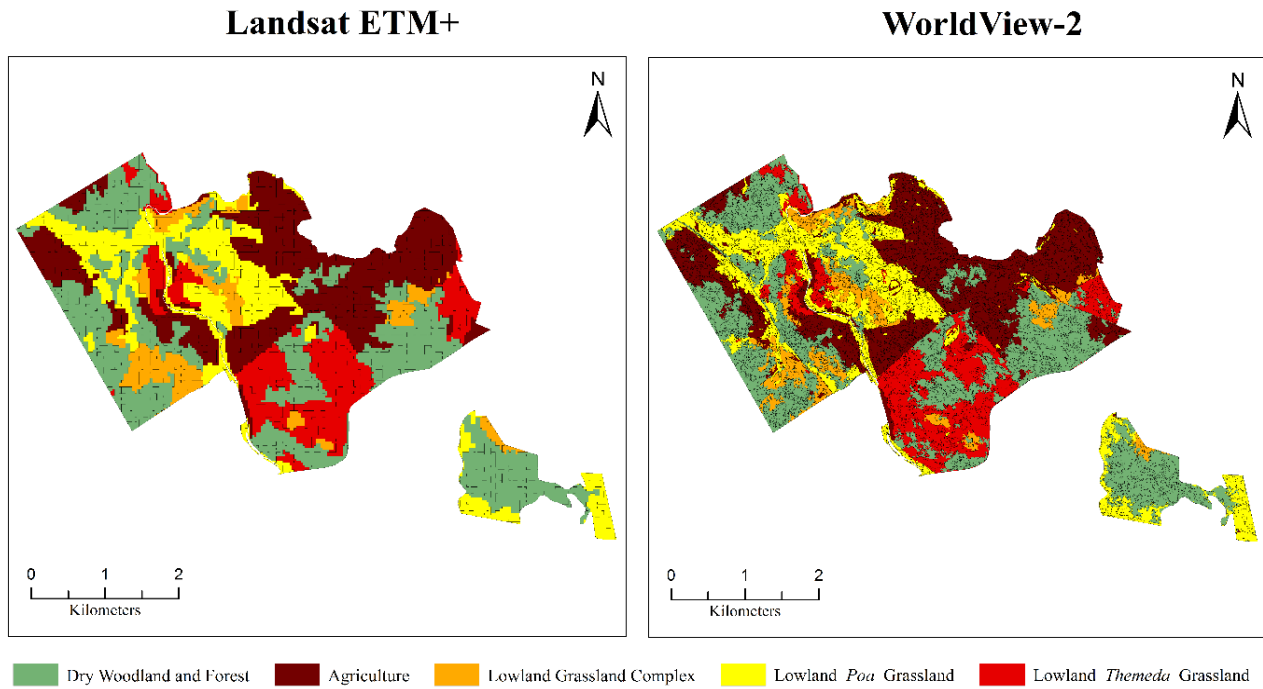 Landsat ETM+
WorldView-2
N
N
0 1 2
Kilometers
0 1 2
Kilometers
Dry Woodland and Forest Agriculture Lowland Grassland Complex Lowland Poa Grassland Lowland Themeda Grassland